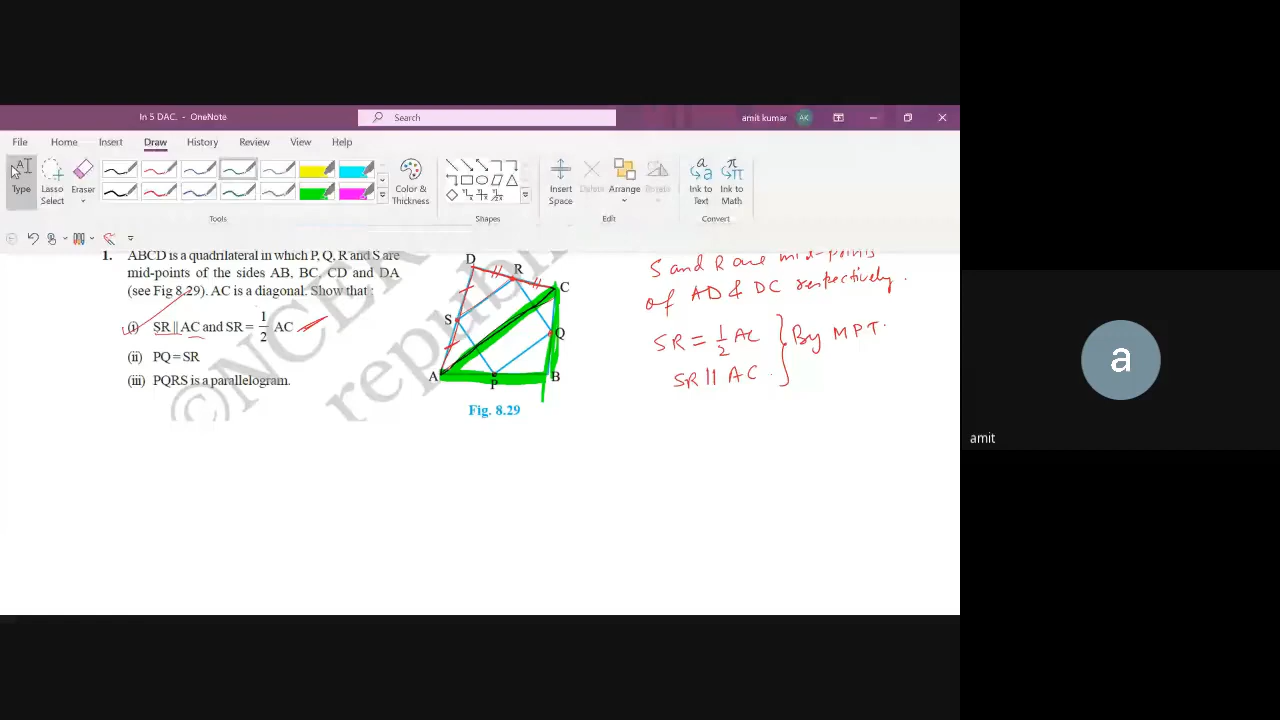 In 5 DAC. - OneNote
Search
amit kumar
AK
File
Home
Insert
Draw
History
Review
View
Help
Type
Lasso
Select
Eraser
Color &
Thickness
Insert
Space
Delete
Arrange
Rotate
Ink to
Text
Ink to
Math
Tools
Shapes
Edit
Convert
1. ABCD is a quadrilateral in which P, Q, R and S are
mid-points of the sides AB, BC, CD and DA
(see Fig 8.29). AC is a diagonal. Show that :
(i) SR || AC and SR = 1/2 AC
(ii) PQ = SR
(iii) PQRS is a parallelogram.
D
R
C
S
Q
A
P
B
Fig. 8.29
©NCERT
republi
S and R are mid-points
of AD & DC respectively.
SR = 1/2 AC } By MPT.
SR || AC.
a
amit